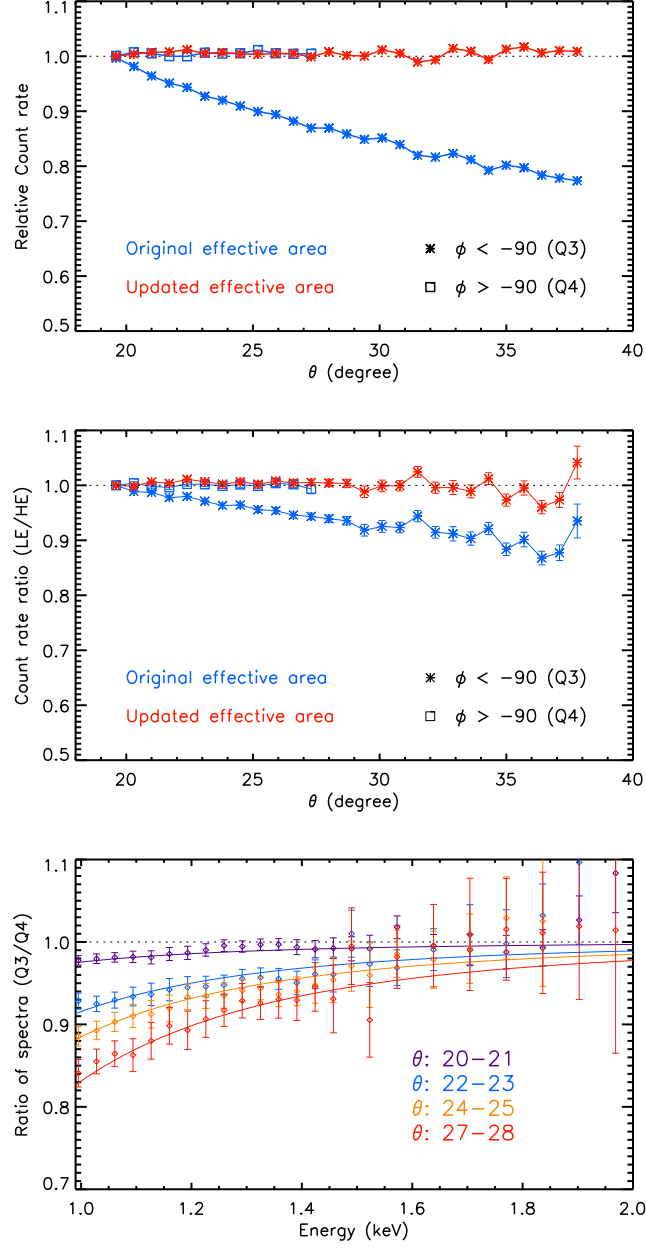 1.1
1.0
0.9
0.8
0.7
0.6
0.5
Relative Count rate
Original effective area
Updated effective area
ϕ < −90 (Q3)
ϕ > −90 (Q4)
20 25 30 35 40
θ (degree)
1.1
1.0
0.9
0.8
0.7
0.6
0.5
Count rate ratio (LE/HE)
Original effective area
Updated effective area
ϕ < −90 (Q3)
ϕ > −90 (Q4)
20 25 30 35 40
θ (degree)
1.1
1.0
0.9
0.8
0.7
Ratio of spectra (Q3/Q4)
θ: 20−21
θ: 22−23
θ: 24−25
θ: 27−28
1.0 1.2 1.4 1.6 1.8 2.0
Energy (keV)